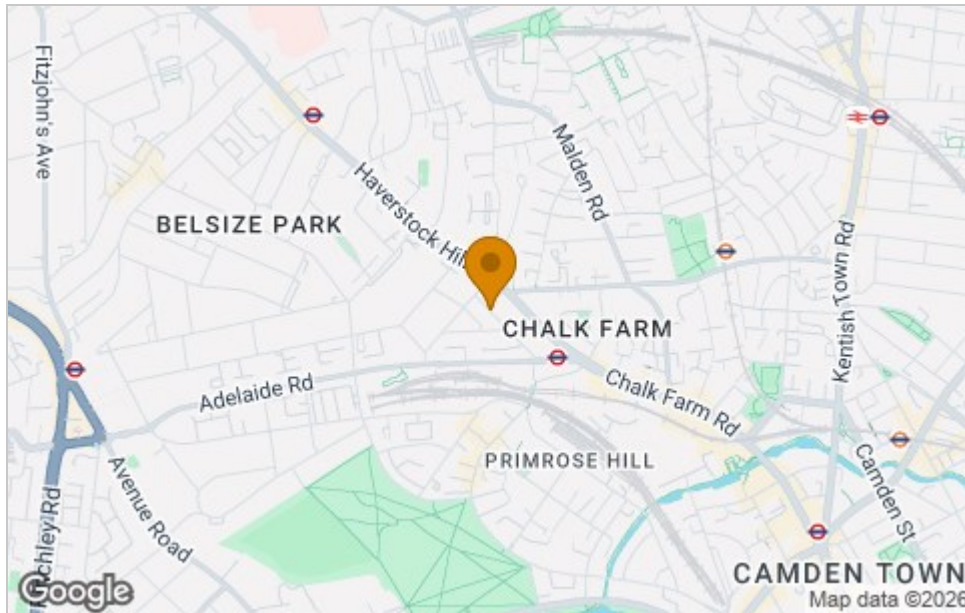 Fitzjohn's Ave
BELSIZE PARK
Haverstock Hill
Malden Rd
Kentish Town Rd
CHALK FARM
Adelaide Rd
Chalk Farm Rd
PRIMROSE HILL
Avenue Road
Camden St
CAMDEN TOWN
Google
Map data ©2026